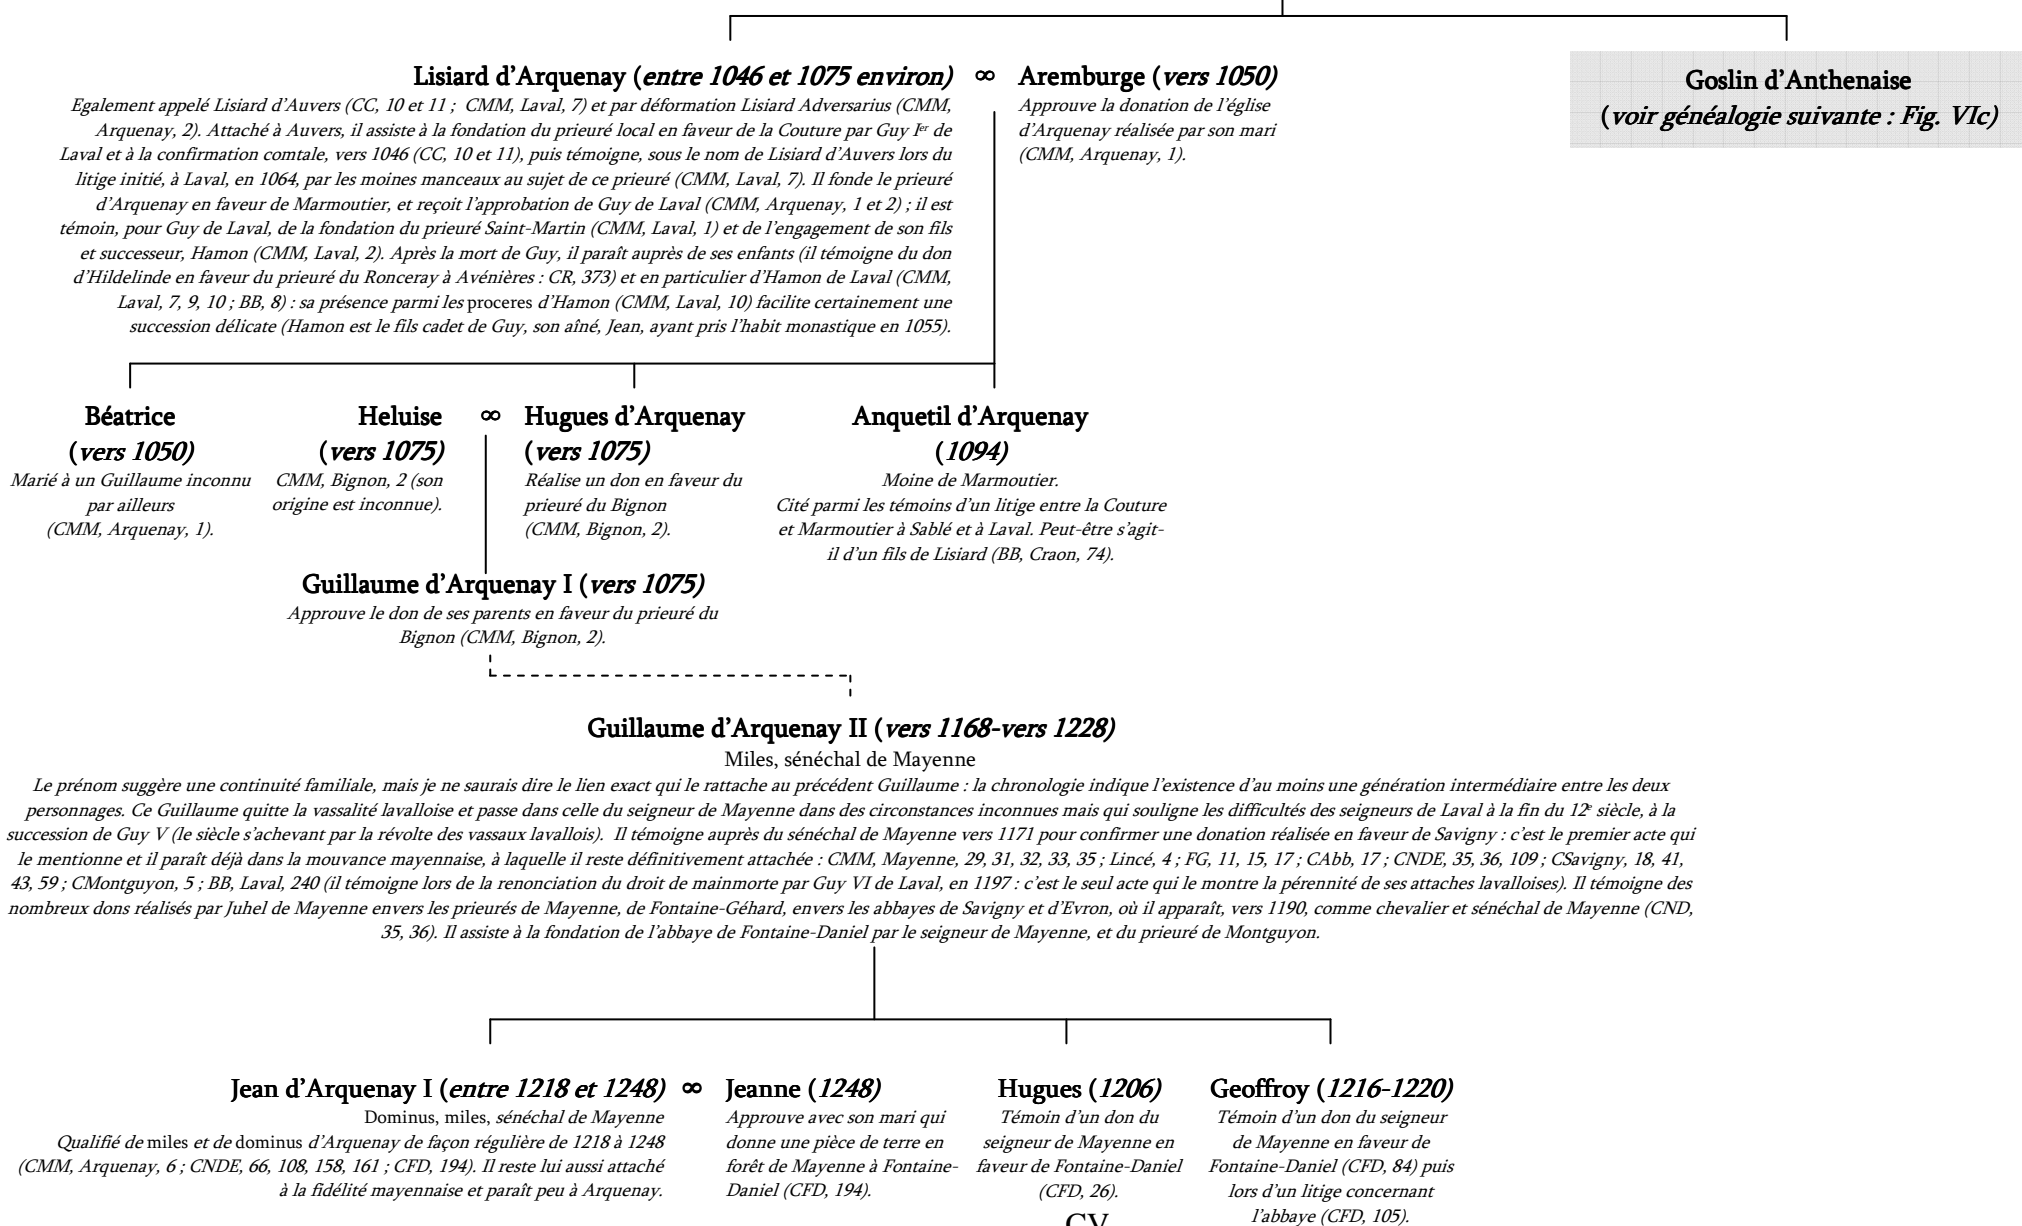 Lisiard d'Arquenay (entre 1046 et 1075 environ) ∞ Aremburge (vers 1050)
Egalement appelé Lisiard d'Auvers (CC, 10 et 11 ; CMM, Laval, 7) et par déformation Lisiard Adversarius (CMM,
Arquenay, 2). Attaché à Auvers, il assiste à la fondation du prieuré local en faveur de la Couture par Guy Ier de
Laval et à la confirmation comtale, vers 1046 (CC, 10 et 11), puis témoigne, sous le nom de Lisiard d'Auvers lors du
litige initié, à Laval, en 1064, par les moines manceaux au sujet de ce prieuré (CMM, Laval, 7). Il fonde le prieuré
d'Arquenay en faveur de Marmoutier, et reçoit l'approbation de Guy de Laval (CMM, Arquenay, 1 et 2) ; il est
témoin, pour Guy de Laval, de la fondation du prieuré Saint-Martin (CMM, Laval, 1) et de l'engagement de son fils
et successeur, Hamon (CMM, Laval, 2). Après la mort de Guy, il paraît auprès de ses enfants (il témoigne du don
d'Hildelinde en faveur du prieuré du Ronceray à Avénières : CR, 373) et en particulier d'Hamon de Laval (CMM,
Laval, 7, 9, 10 ; BB, 8) : sa présence parmi les proceres d'Hamon (CMM, Laval, 10) facilite certainement une
succession délicate (Hamon est le fils cadet de Guy, son aîné, Jean, ayant pris l'habit monastique en 1055).
Approuve la donation de l'église
d'Arquenay réalisée par son mari
(CMM, Arquenay, 1).
Goslin d'Anthenaise
(voir généalogie suivante : Fig. VIc)
Béatrice
(vers 1050)
Marié à un Guillaume inconnu
par ailleurs
(CMM, Arquenay, 1).
Heluise
(vers 1075)
CMM, Bignon, 2 (son
origine est inconnue).
∞
Hugues d'Arquenay
(vers 1075)
Réalise un don en faveur du
prieuré du Bignon
(CMM, Bignon, 2).
Anquetil d'Arquenay
(1094)
Moine de Marmoutier.
Cité parmi les témoins d'un litige entre la Couture
et Marmoutier à Sablé et à Laval. Peut-être s'agit-
il d'un fils de Lisiard (BB, Craon, 74).
Guillaume d'Arquenay I (vers 1075)
Approuve le don de ses parents en faveur du prieuré du
Bignon (CMM, Bignon, 2).
Guillaume d'Arquenay II (vers 1168-vers 1228)
Miles, sénéchal de Mayenne
Le prénom suggère une continuité familiale, mais je ne saurais dire le lien exact qui le rattache au précédent Guillaume : la chronologie indique l'existence d'au moins une génération intermédiaire entre les deux
personnages. Ce Guillaume quitte la vassalité lavalloise et passe dans celle du seigneur de Mayenne dans des circonstances inconnues mais qui souligne les difficultés des seigneurs de Laval à la fin du 12e siècle, à la
succession de Guy V (le siècle s'achevant par la révolte des vassaux lavallois). Il témoigne auprès du sénéchal de Mayenne vers 1171 pour confirmer une donation réalisée en faveur de Savigny : c'est le premier acte qui
le mentionne et il paraît déjà dans la mouvance mayennaise, à laquelle il reste définitivement attachée : CMM, Mayenne, 29, 31, 32, 33, 35 ; Lincé, 4 ; FG, 11, 15, 17 ; CAbb, 17 ; CNDE, 35, 36, 109 ; CSavigny, 18, 41,
43, 59 ; CMontguyon, 5 ; BB, Laval, 240 (il témoigne lors de la renonciation du droit de mainmorte par Guy VI de Laval, en 1197 : c'est le seul acte qui le montre la pérennité de ses attaches lavalloises). Il témoigne des
nombreux dons réalisés par Juhel de Mayenne envers les prieurés de Mayenne, de Fontaine-Géhard, envers les abbayes de Savigny et d'Evron, où il apparaît, vers 1190, comme chevalier et sénéchal de Mayenne (CND,
35, 36). Il assiste à la fondation de l'abbaye de Fontaine-Daniel par le seigneur de Mayenne, et du prieuré de Montguyon.
Jean d'Arquenay I (entre 1218 et 1248) ∞
Dominus, miles, sénéchal de Mayenne
Qualifié de miles et de dominus d'Arquenay de façon régulière de 1218 à 1248
(CMM, Arquenay, 6 ; CNDE, 66, 108, 158, 161 ; CFD, 194). Il reste lui aussi attaché
à la fidélité mayennaise et paraît peu à Arquenay.
Jeanne (1248)
Approuve avec son mari qui
donne une pièce de terre en
forêt de Mayenne à Fontaine-
Daniel (CFD, 194).
Hugues (1206)
Témoin d'un don du
seigneur de Mayenne en
faveur de Fontaine-Daniel
(CFD, 26).
Geoffroy (1216-1220)
Témoin d'un don du seigneur
de Mayenne en faveur de
Fontaine-Daniel (CFD, 84) puis
lors d'un litige concernant
l'abbaye (CFD, 105).
CV